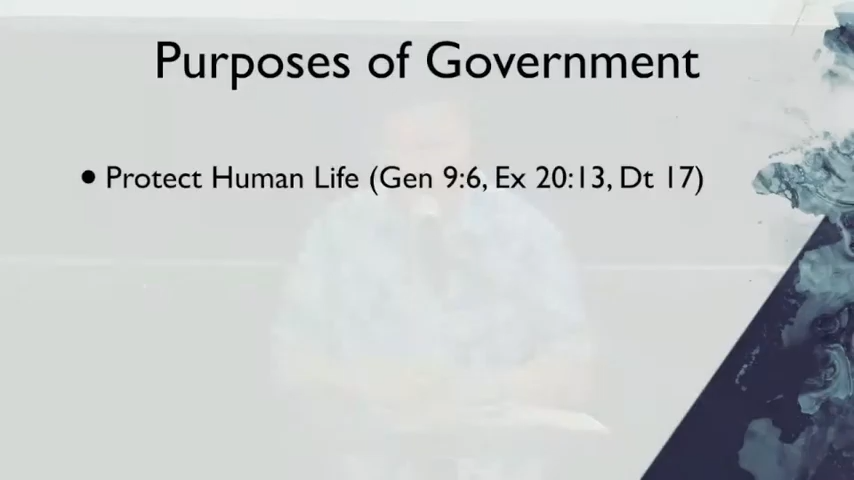 Purposes of Government
• Protect Human Life (Gen 9:6, Ex 20:13, Dt 17)